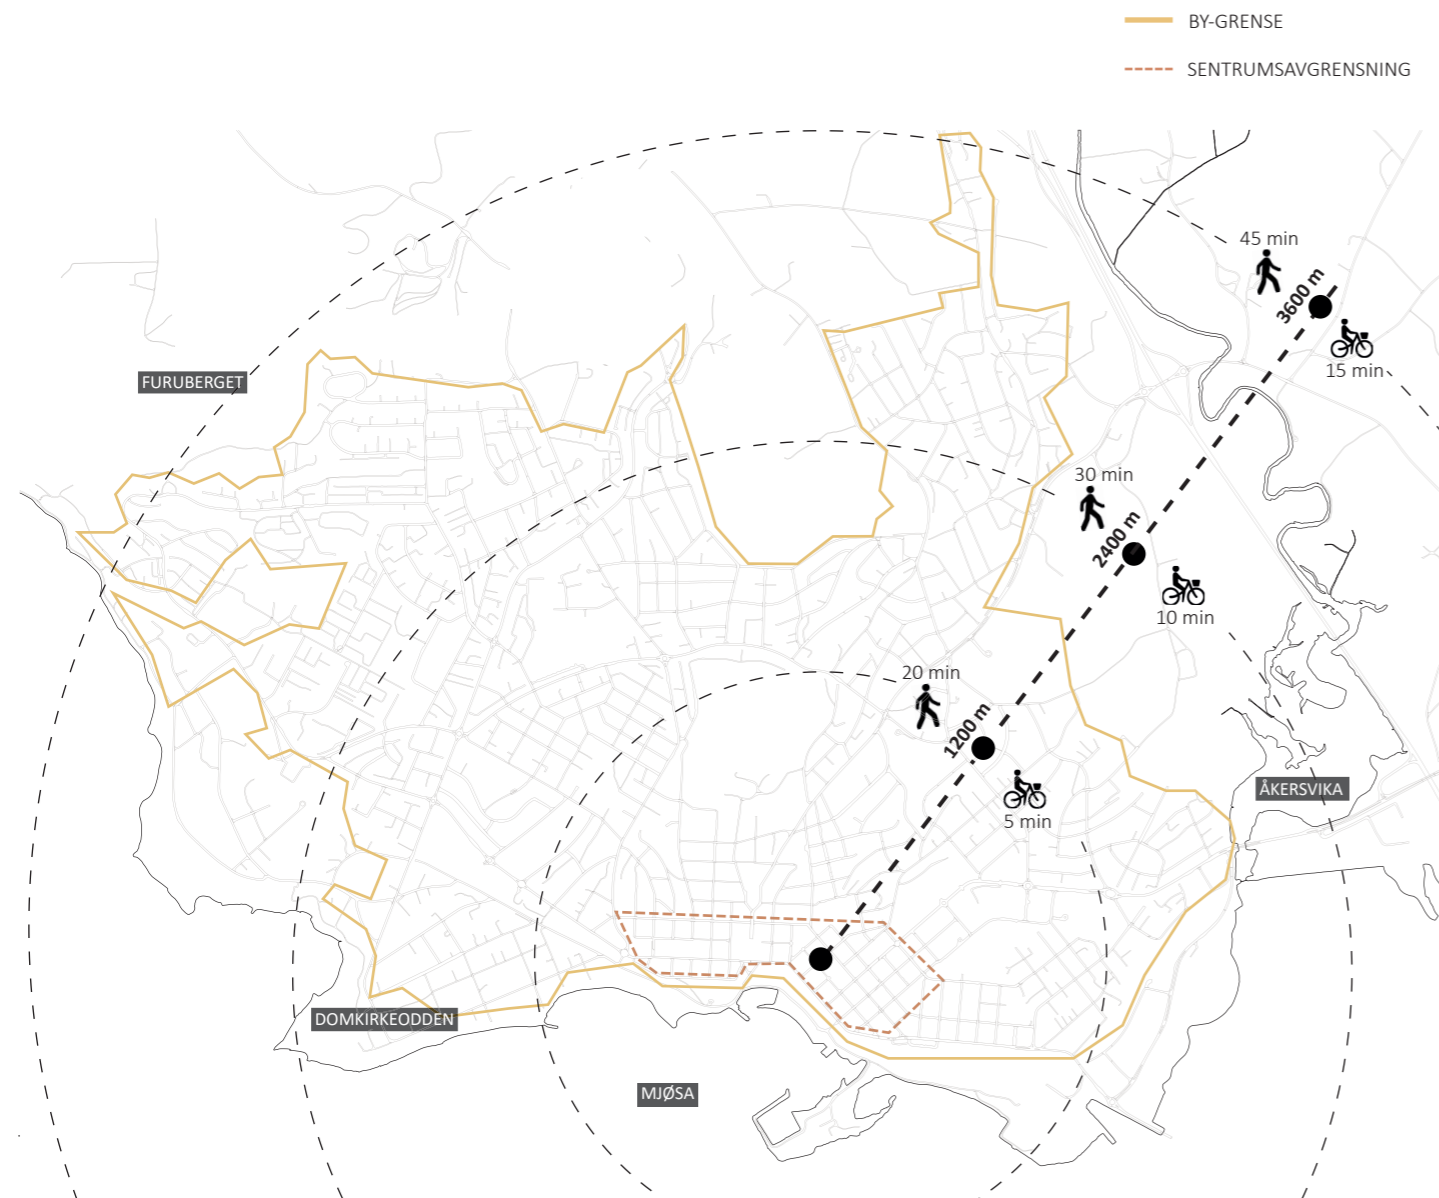 BY-GRENSE
SENTRUMSAVGRENSNING
45 min
3600 m
15 min
FURUBERGET
30 min
2400 m
10 min
20 min
1200 m
5 min
ÅKERSVIKA
DOMKIRKEODDEN
MJØSA